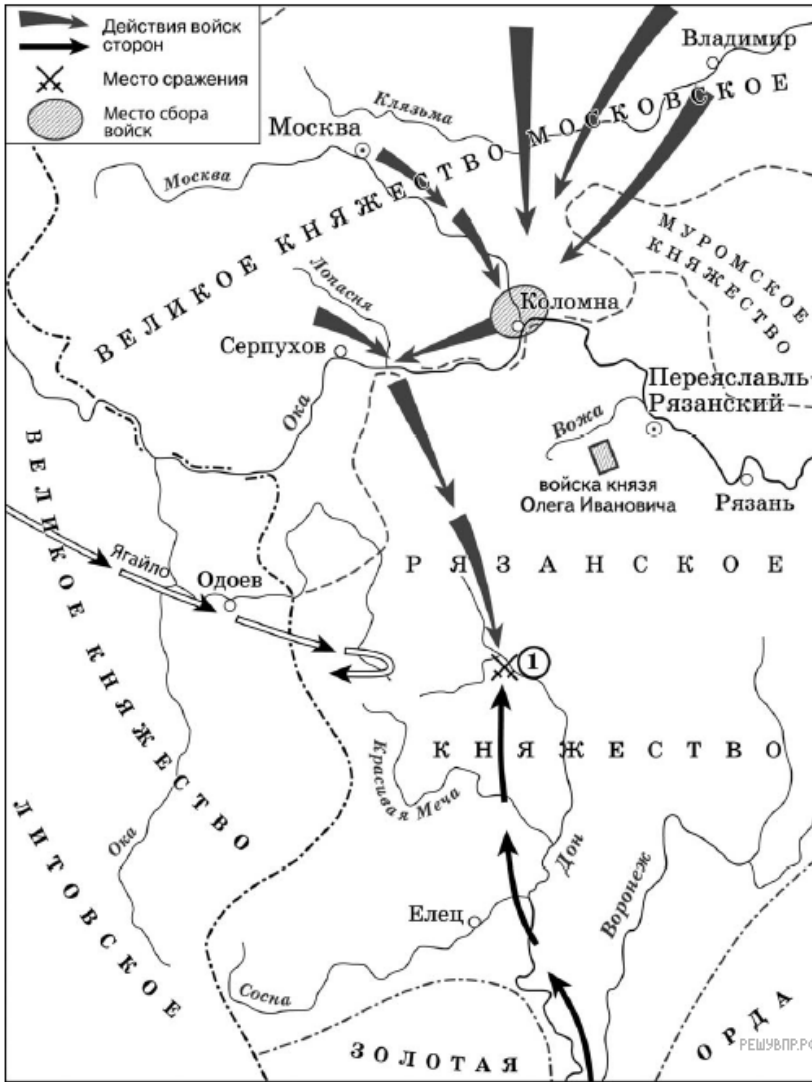 Действия войск
сторон
Место сражения
Место сбора
войск
Владимир
Клязьма
Москва
Москва
ВЕЛИКОЕ КНЯЖЕСТВО МОСКОВСКОЕ
МУРОМСКОЕ
КНЯЖЕСТВО
Лопасня
Коломна
Серпухов
Ока
Переяславль-
Рязанский
Вожа
войска князя
Олега Ивановича
Рязань
ВЕЛИКОЕ КНЯЖЕСТВО
ЛИТОВСКОЕ
Ягайло
Одоев
РЯЗАНСКОЕ
1
КНЯЖЕСТВО
Красивая Меча
Дон
Воронеж
Ока
Елец
Сосна
ЗОЛОТАЯ
ОРДА
РЕШУВПР.РФ